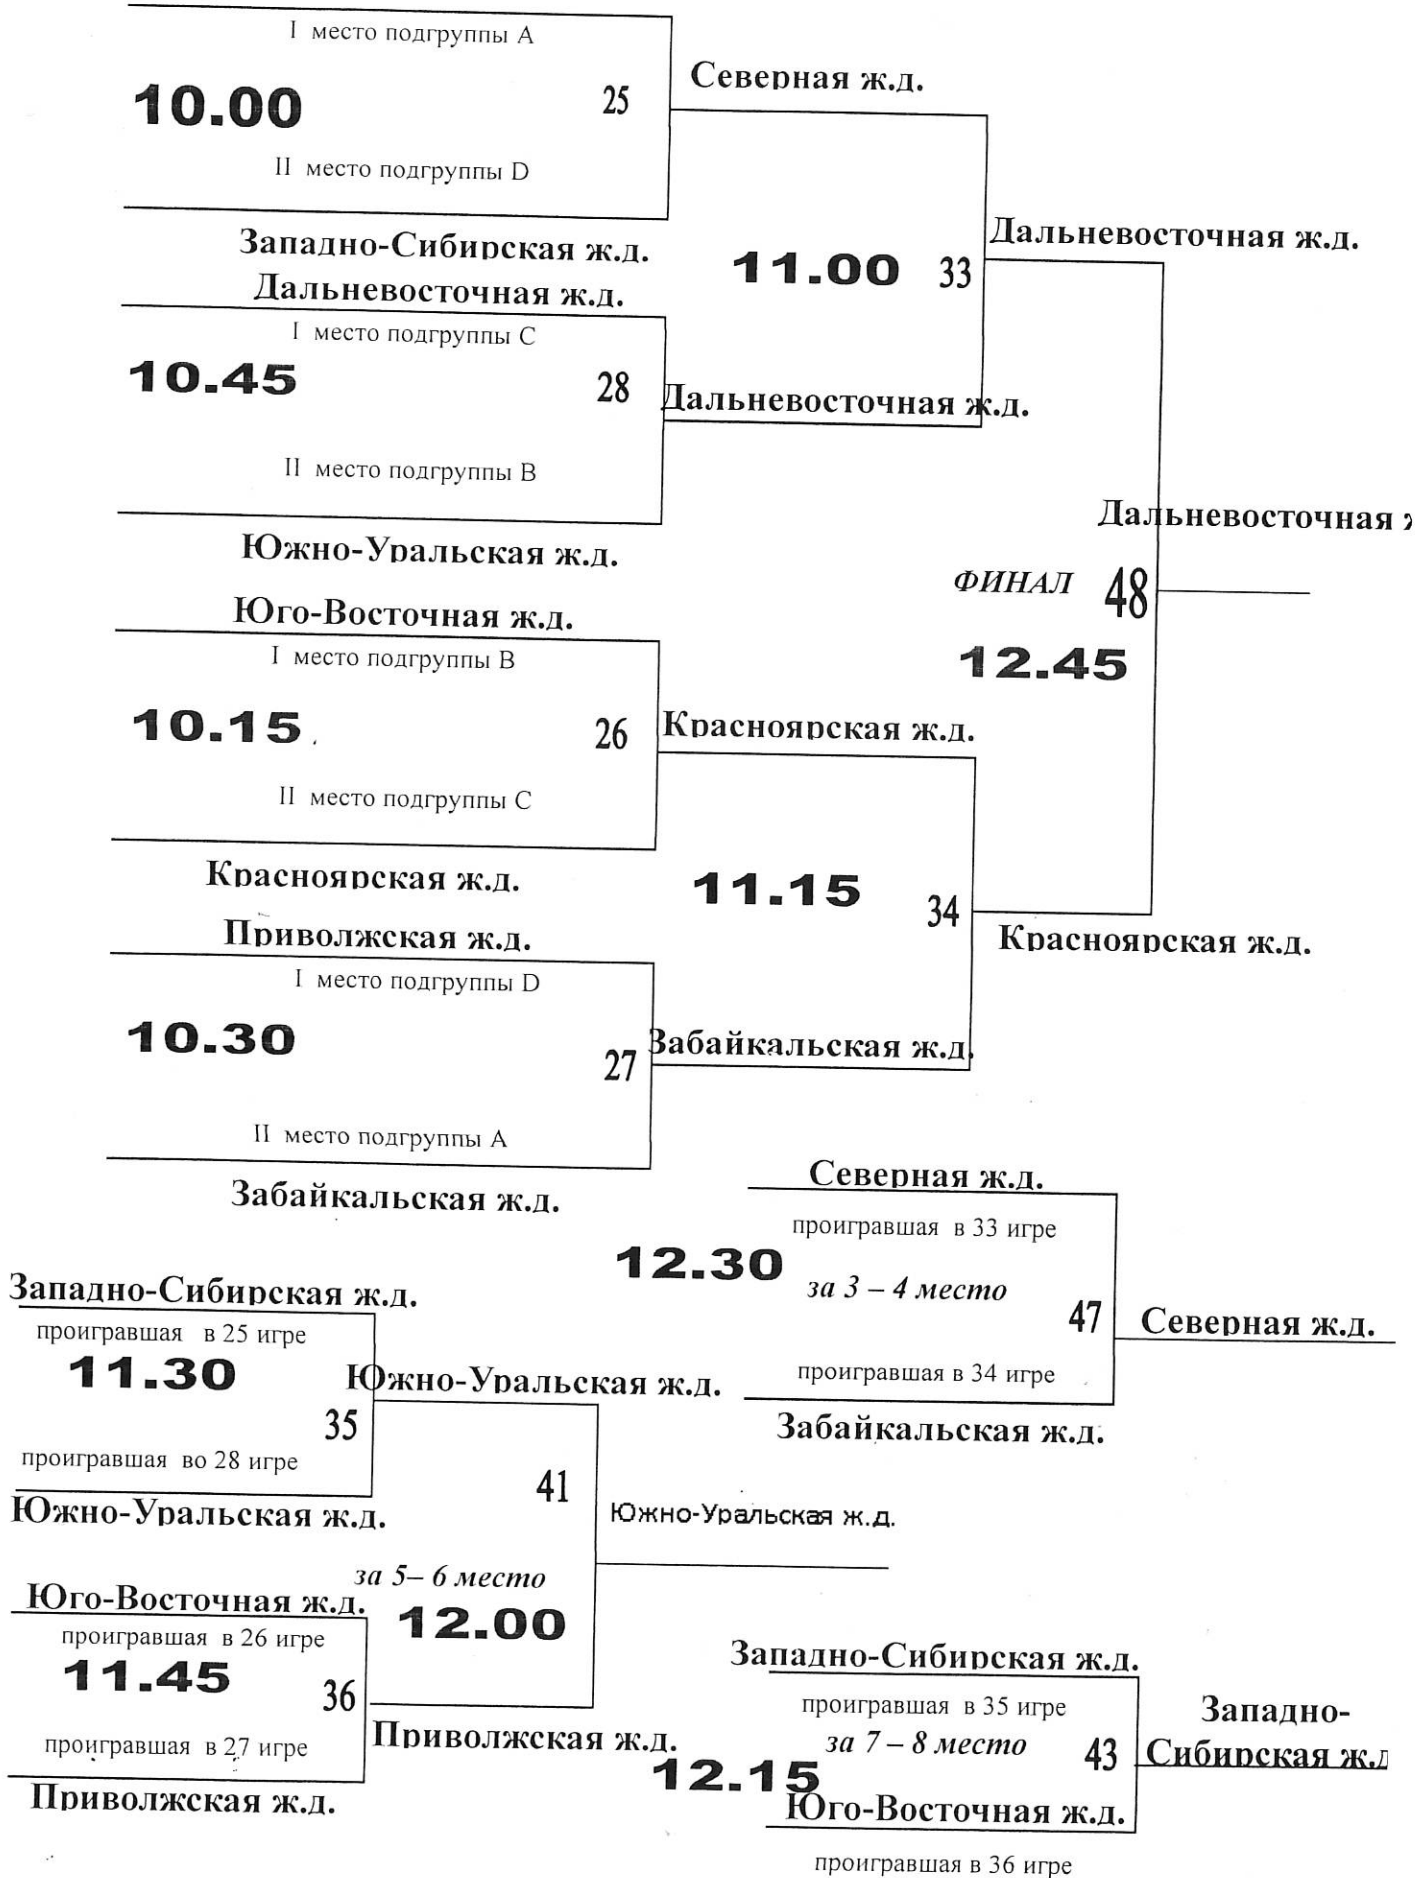 I место подгруппы А
10.00
25
Северная ж.д.
II место подгруппы D
Западно-Сибирская ж.д.
11.00
33
Дальневосточная ж.д.
Дальневосточная ж.д.
I место подгруппы С
10.45
28
Дальневосточная ж.д.
II место подгруппы В
Южно-Уральская ж.д.
Дальневосточная
ФИНАЛ
48
12.45
Юго-Восточная ж.д.
I место подгруппы В
10.15
26
Красноярская ж.д.
II место подгруппы С
Красноярская ж.д.
11.15
34
Красноярская ж.д.
Приволжская ж.д.
I место подгруппы D
10.30
27
Забайкальская ж.д.
II место подгруппы А
Забайкальская ж.д.
Северная ж.д.
проигравшая в 33 игре
12.30
за 3 – 4 место
47
Северная ж.д.
проигравшая в 34 игре
Забайкальская ж.д.
Западно-Сибирская ж.д.
проигравшая в 25 игре
11.30
35
Южно-Уральская ж.д.
проигравшая во 28 игре
Южно-Уральская ж.д.
41
Южно-Уральская ж.д.
за 5– 6 место
12.00
Юго-Восточная ж.д.
проигравшая в 26 игре
11.45
36
Приволжская ж.д.
проигравшая в 27 игре
Приволжская ж.д.
Западно-Сибирская ж.д.
проигравшая в 35 игре
за 7 – 8 место
43
12.15
Западно-
Сибирская ж.д
Юго-Восточная ж.д.
проигравшая в 36 игре